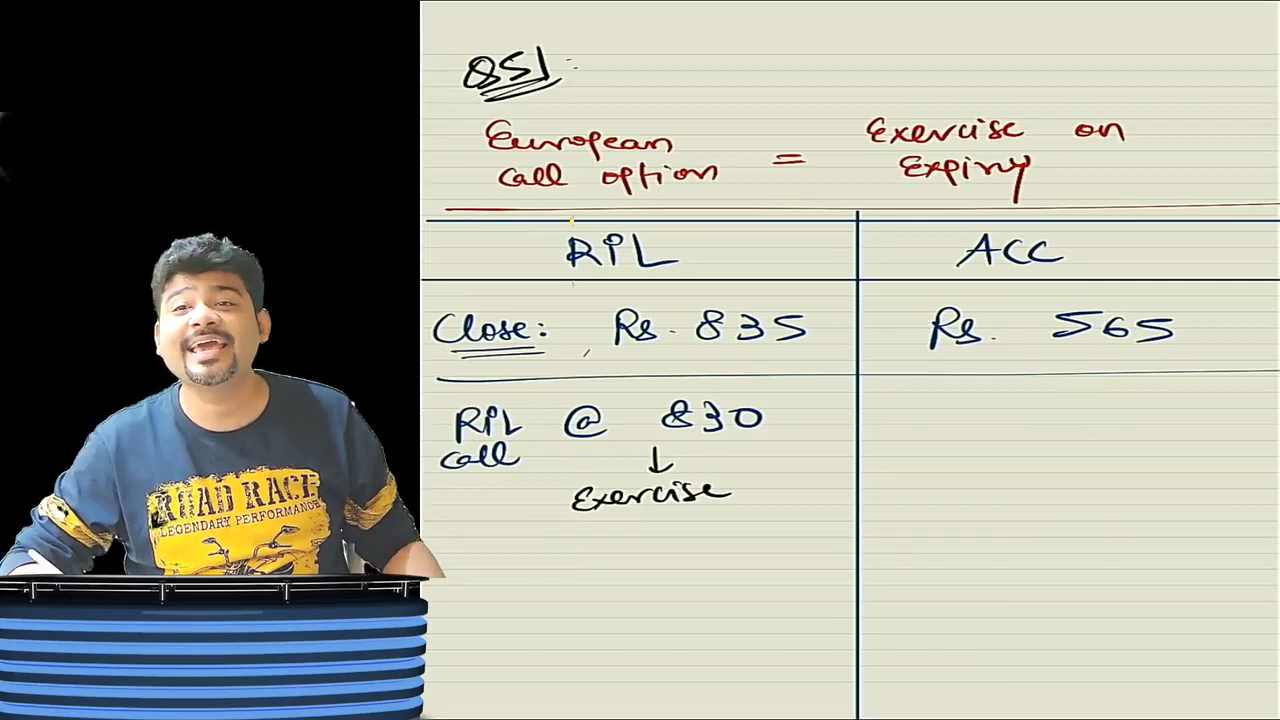 Q51:
European
call option = Exercise on
Expiry
RIL ACC
Close: Rs. 835 Rs. 565
RIL @ 830
call
↓
Exercise
ROAD RACE
LEGENDARY PERFORMANCE